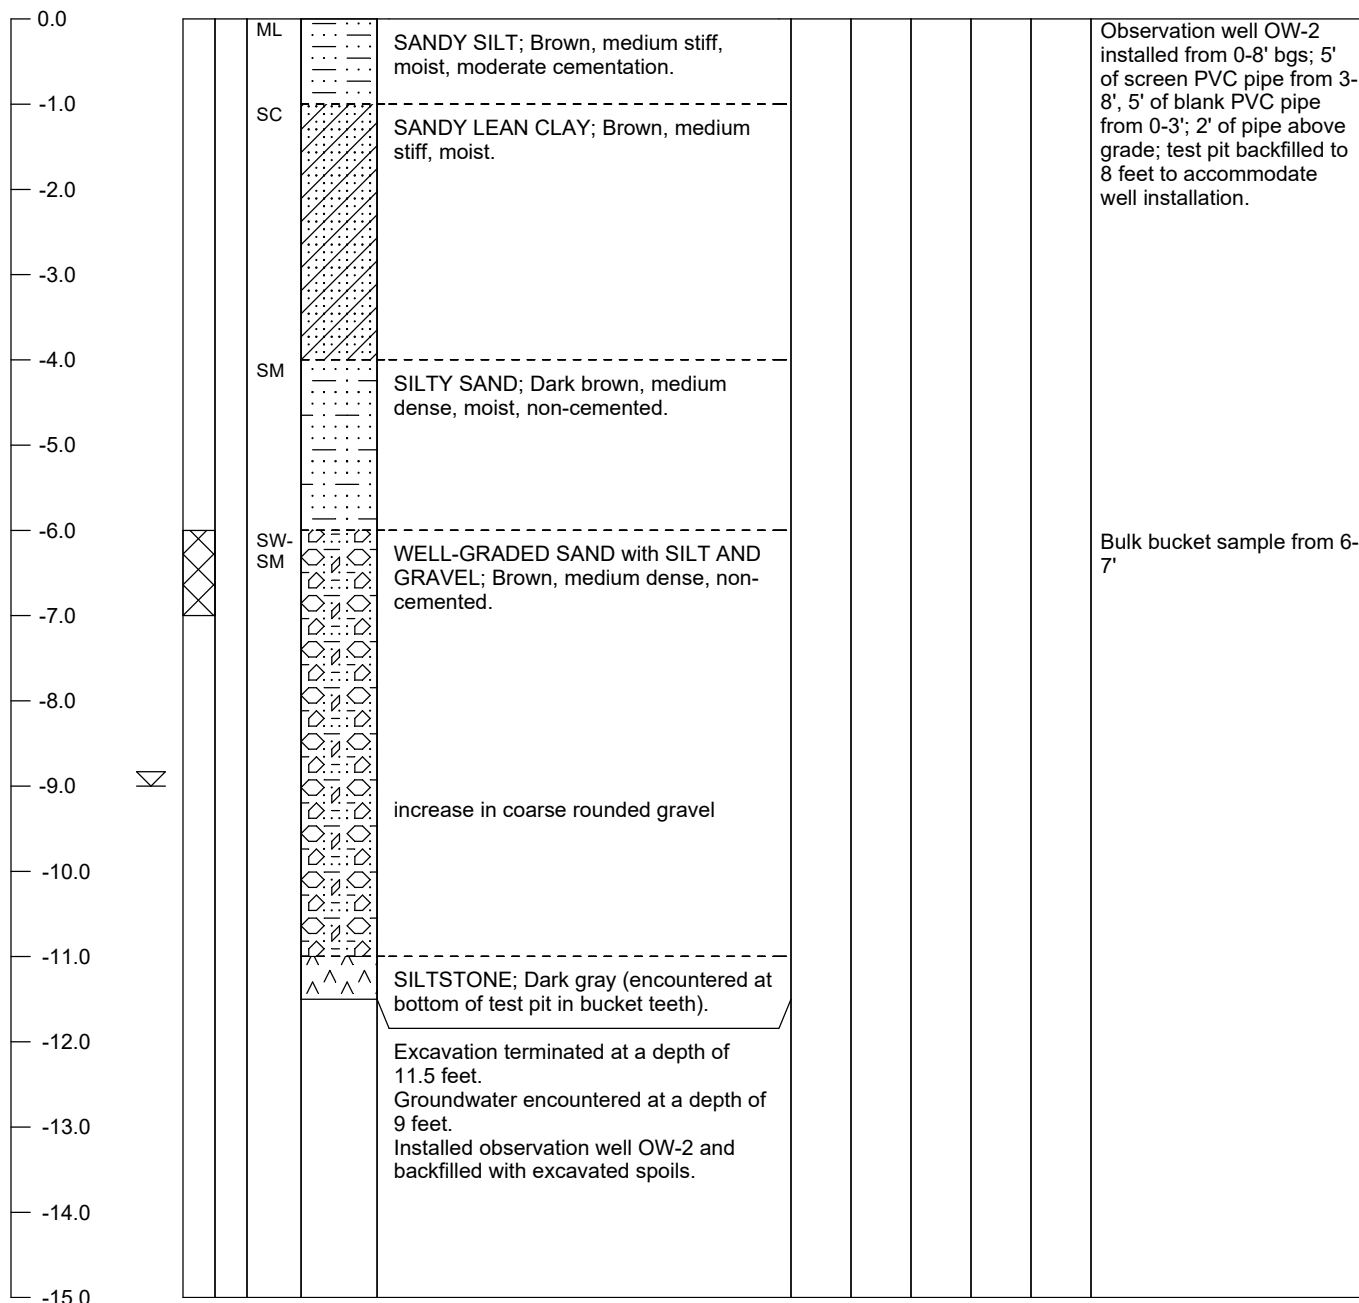 0.0
ML
SANDY SILT; Brown, medium stiff,
moist, moderate cementation.
Observation well OW-2
installed from 0-8' bgs; 5'
of screen PVC pipe from 3-
8', 5' of blank PVC pipe
from 0-3'; 2' of pipe above
grade; test pit backfilled to
8 feet to accommodate
well installation.
-1.0
SC
SANDY LEAN CLAY; Brown, medium
stiff, moist.
-2.0
-3.0
-4.0
SM
SILTY SAND; Dark brown, medium
dense, moist, non-cemented.
-5.0
-6.0
SW-
SM
WELL-GRADED SAND with SILT AND
GRAVEL; Brown, medium dense, non-
cemented.
Bulk bucket sample from 6-
7'
-7.0
-8.0
-9.0
increase in coarse rounded gravel
-10.0
-11.0
SILTSTONE; Dark gray (encountered at
bottom of test pit in bucket teeth).
-12.0
Excavation terminated at a depth of
11.5 feet.
Groundwater encountered at a depth of
9 feet.
Installed observation well OW-2 and
backfilled with excavated spoils.
-13.0
-14.0
-15.0